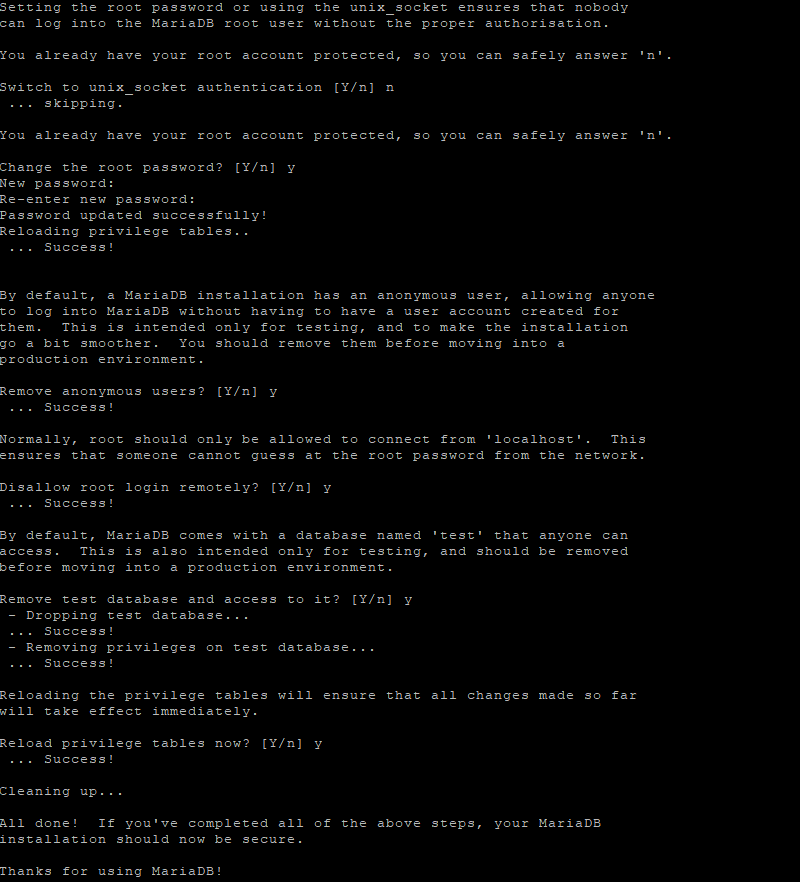 Setting the root password or using the unix_socket ensures that nobody
can log into the MariaDB root user without the proper authorisation.
You already have your root account protected, so you can safely answer 'n'.
Switch to unix_socket authentication [Y/n] n
 ... skipping.
You already have your root account protected, so you can safely answer 'n'.
Change the root password? [Y/n] y
New password:
Re-enter new password:
Password updated successfully!
Reloading privilege tables..
 ... Success!
By default, a MariaDB installation has an anonymous user, allowing anyone
to log into MariaDB without having to have a user account created for
them.  This is intended only for testing, and to make the installation
go a bit smoother.  You should remove them before moving into a
production environment.
Remove anonymous users? [Y/n] y
 ... Success!
Normally, root should only be allowed to connect from 'localhost'.  This
ensures that someone cannot guess at the root password from the network.
Disallow root login remotely? [Y/n] y
 ... Success!
By default, MariaDB comes with a database named 'test' that anyone can
access.  This is also intended only for testing, and should be removed
before moving into a production environment.
Remove test database and access to it? [Y/n] y
 - Dropping test database...
 ... Success!
 - Removing privileges on test database...
 ... Success!
Reloading the privilege tables will ensure that all changes made so far
will take effect immediately.
Reload privilege tables now? [Y/n] y
 ... Success!
Cleaning up...
All done!  If you've completed all of the above steps, your MariaDB
installation should now be secure.
Thanks for using MariaDB!